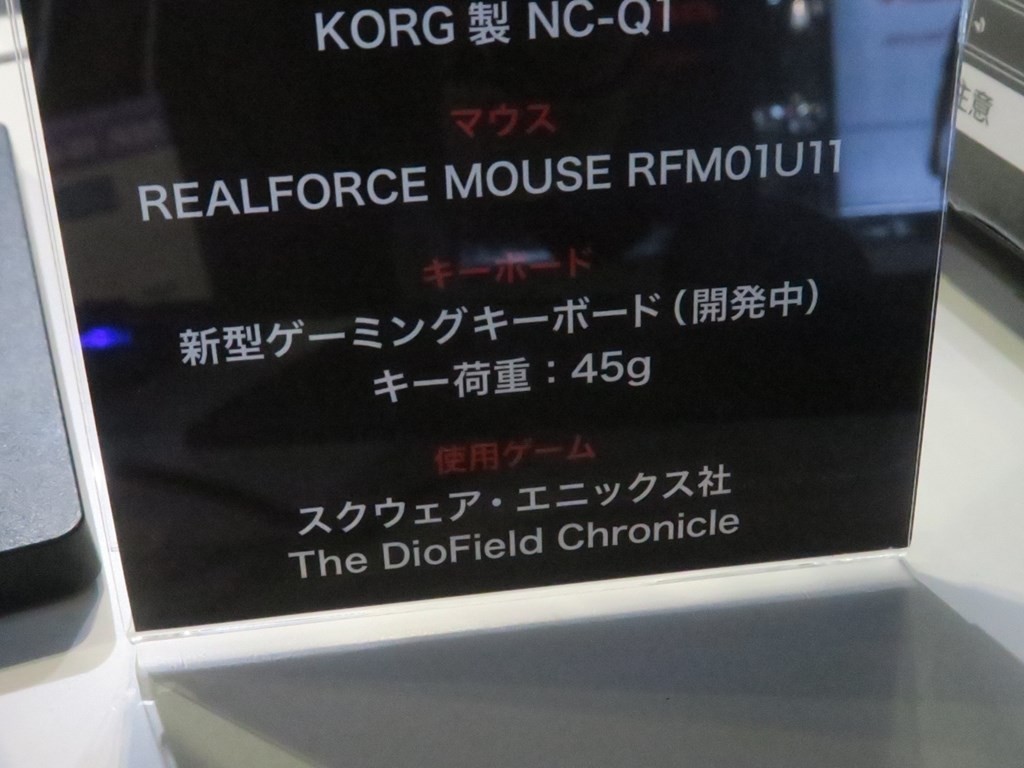 KORG 製 NC-Q1
マウス
REALFORCE MOUSE RFM01U11
キーボード
新型ゲーミングキーボード(開発中)
キー荷重：45g
使用ゲーム
スクウェア・エニックス社
The DioField Chronicle
注意